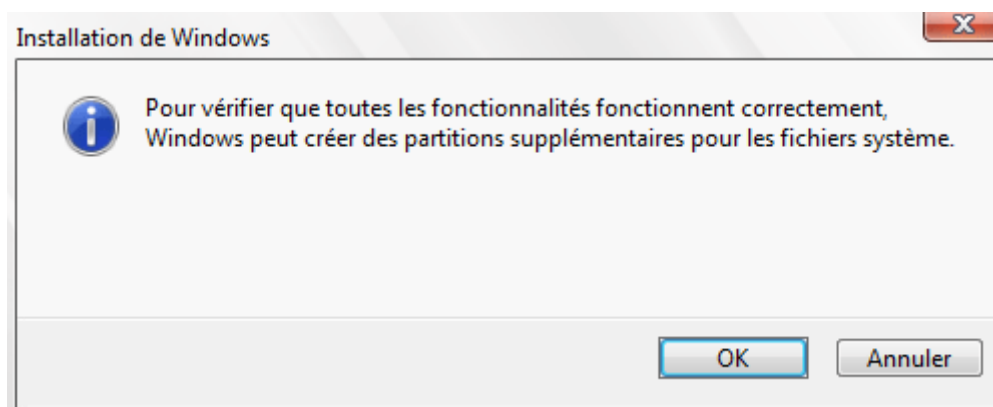 Installation de Windows
Pour vérifier que toutes les fonctionnalités fonctionnent correctement,
Windows peut créer des partitions supplémentaires pour les fichiers système.
OK
Annuler